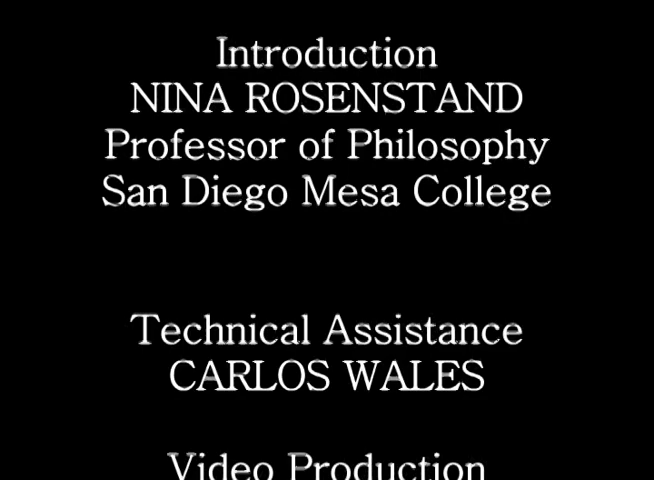 Introduction
NINA ROSENSTAND
Professor of Philosophy
San Diego Mesa College
Technical Assistance
CARLOS WALES
Video Production